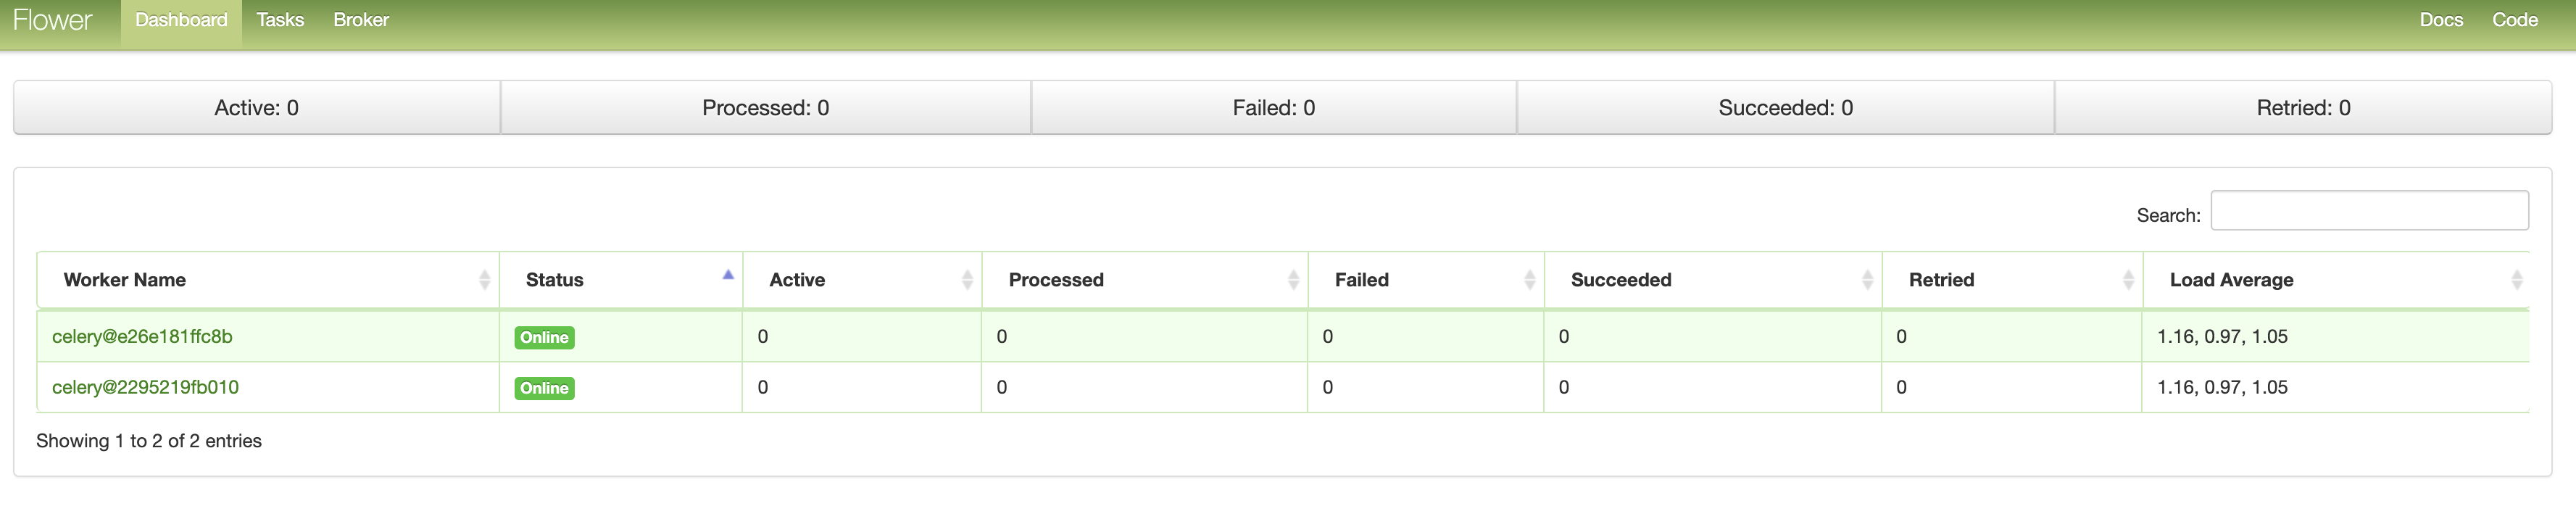 Flower Dashboard Tasks Broker Docs Code
Active: 0 Processed: 0 Failed: 0 Succeeded: 0 Retried: 0
Search:
Worker Name Status Active Processed Failed Succeeded Retried Load Average
celery@e26e181ffc8b Online 0 0 0 0 0 1.16, 0.97, 1.05
celery@2295219fb010 Online 0 0 0 0 0 1.16, 0.97, 1.05
Showing 1 to 2 of 2 entries